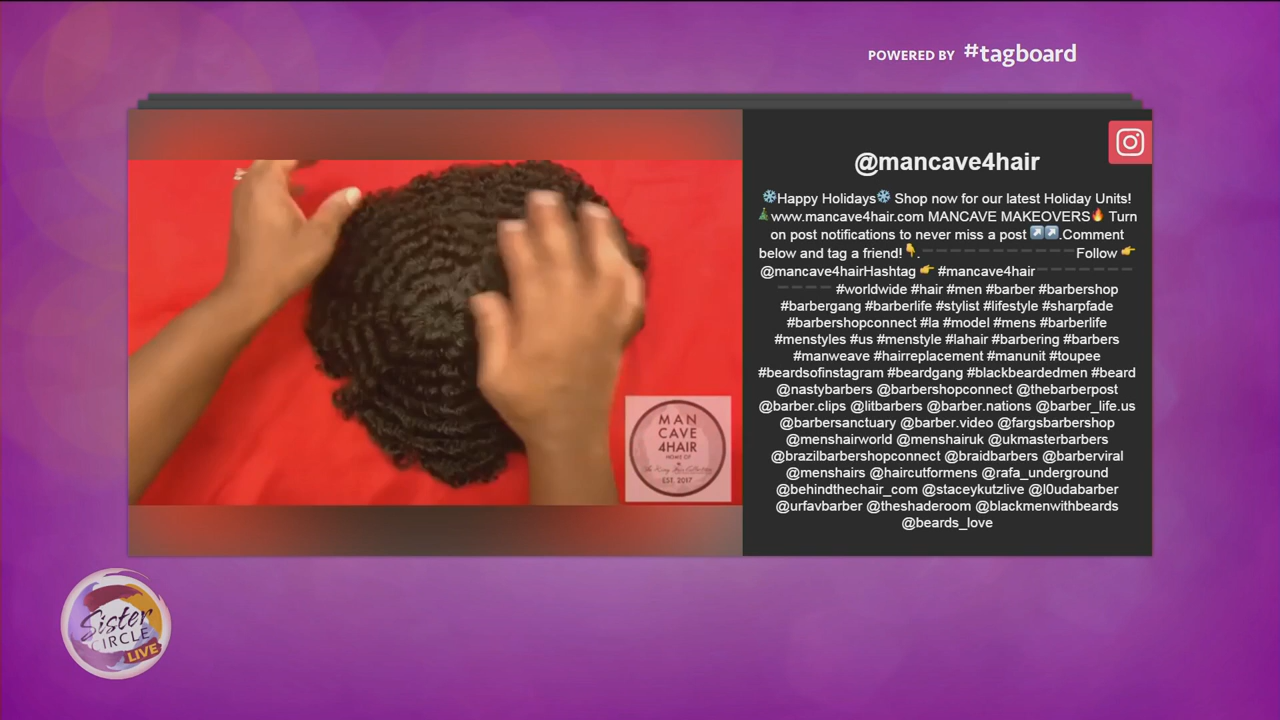 POWERED BY #tagboard
@mancave4hair
❄Happy Holidays❄ Shop now for our latest Holiday Units!
🎄www.mancave4hair.com MANCAVE MAKEOVERS🔥 Turn
on post notifications to never miss a post ↗️↗️.Comment
below and tag a friend!👇.➖➖➖➖➖➖➖➖➖➖Follow 👉
@mancave4hairHashtag 👉 #mancave4hair➖➖➖➖➖➖
➖➖➖➖ #worldwide #hair #men #barber #barbershop
#barbergang #barberlife #stylist #lifestyle #sharpfade
#barbershopconnect #la #model #mens #barberlife
#menstyles #us #menstyle #lahair #barbering #barbers
#manweave #hairreplacement #manunit #toupee
#beardsofinstagram #beardgang #blackbeardedmen #beard
@nastybarbers @barbershopconnect @thebarberpost
@barber.clips @litbarbers @barber.nations @barber_life.us
@barbersanctuary @barber.video @fargsbarbershop
@menshairworld @menshairuk @ukmasterbarbers
@brazilbarbershopconnect @braidbarbers @barberviral
@menshairs @haircutformens @rafa_underground
@behindthechair_com @staceykutzlive @l0udabarber
@urfavbarber @theshaderoom @blackmenwithbeards
@beards_love
MAN
CAVE
4HAIR
HOME OF
EST. 2017
Sister
CIRCLE
LIVE